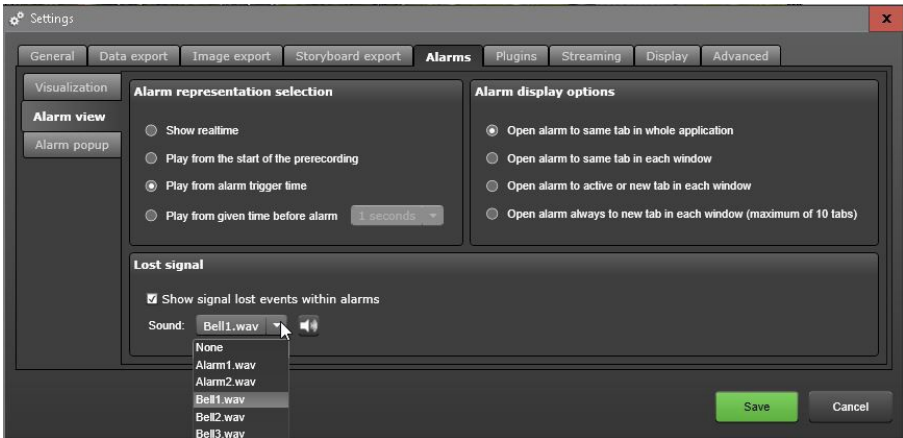 Settings
x
General Data export Image export Storyboard export Alarms Plugins Streaming Display Advanced
Visualization
Alarm view
Alarm popup
Alarm representation selection
Show realtime
Play from the start of the prerecording
Play from alarm trigger time
Play from given time before alarm 1 seconds
Alarm display options
Open alarm to same tab in whole application
Open alarm to same tab in each window
Open alarm to active or new tab in each window
Open alarm always to new tab in each window (maximum of 10 tabs)
Lost signal
Show signal lost events within alarms
Sound: Bell1.wav
None
Alarm1.wav
Alarm2.wav
Bell1.wav
Bell2.wav
Bell3.wav
Save Cancel